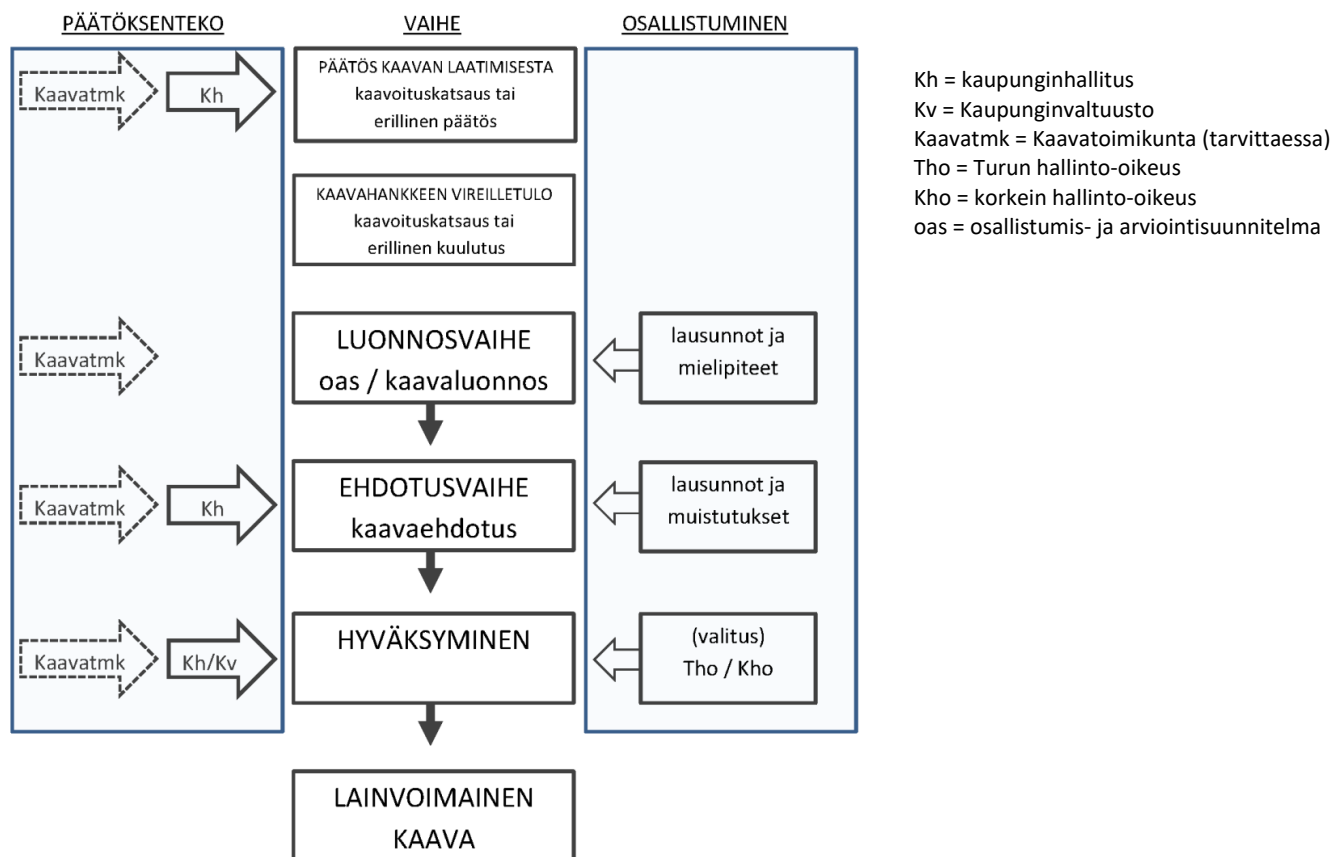 PÄÄTÖKSENTEKO
VAIHE
OSALLISTUMINEN
Kaavatmk
Kh
PÄÄTÖS KAAVAN LAATIMISESTA
kaavoituskatsaus tai
erillinen päätös
KAAVAHANKKEEN VIREILLETULO
kaavoituskatsaus tai
erillinen kuulutus
Kaavatmk
LUONNOSVAIHE
oas / kaavaluonnos
lausunnot ja
mielipiteet
Kaavatmk
Kh
EHDOTUSVAIHE
kaavaehdotus
lausunnot ja
muistutukset
Kaavatmk
Kh/Kv
HYVÄKSYMINEN
(valitus)
Tho / Kho
LAINVOIMAINEN
KAAVA
Kh = kaupunginhallitus
Kv = Kaupunginvaltuusto
Kaavatmk = Kaavatoimikunta (tarvittaessa)
Tho = Turun hallinto-oikeus
Kho = korkein hallinto-oikeus
oas = osallistumis- ja arviointisuunnitelma